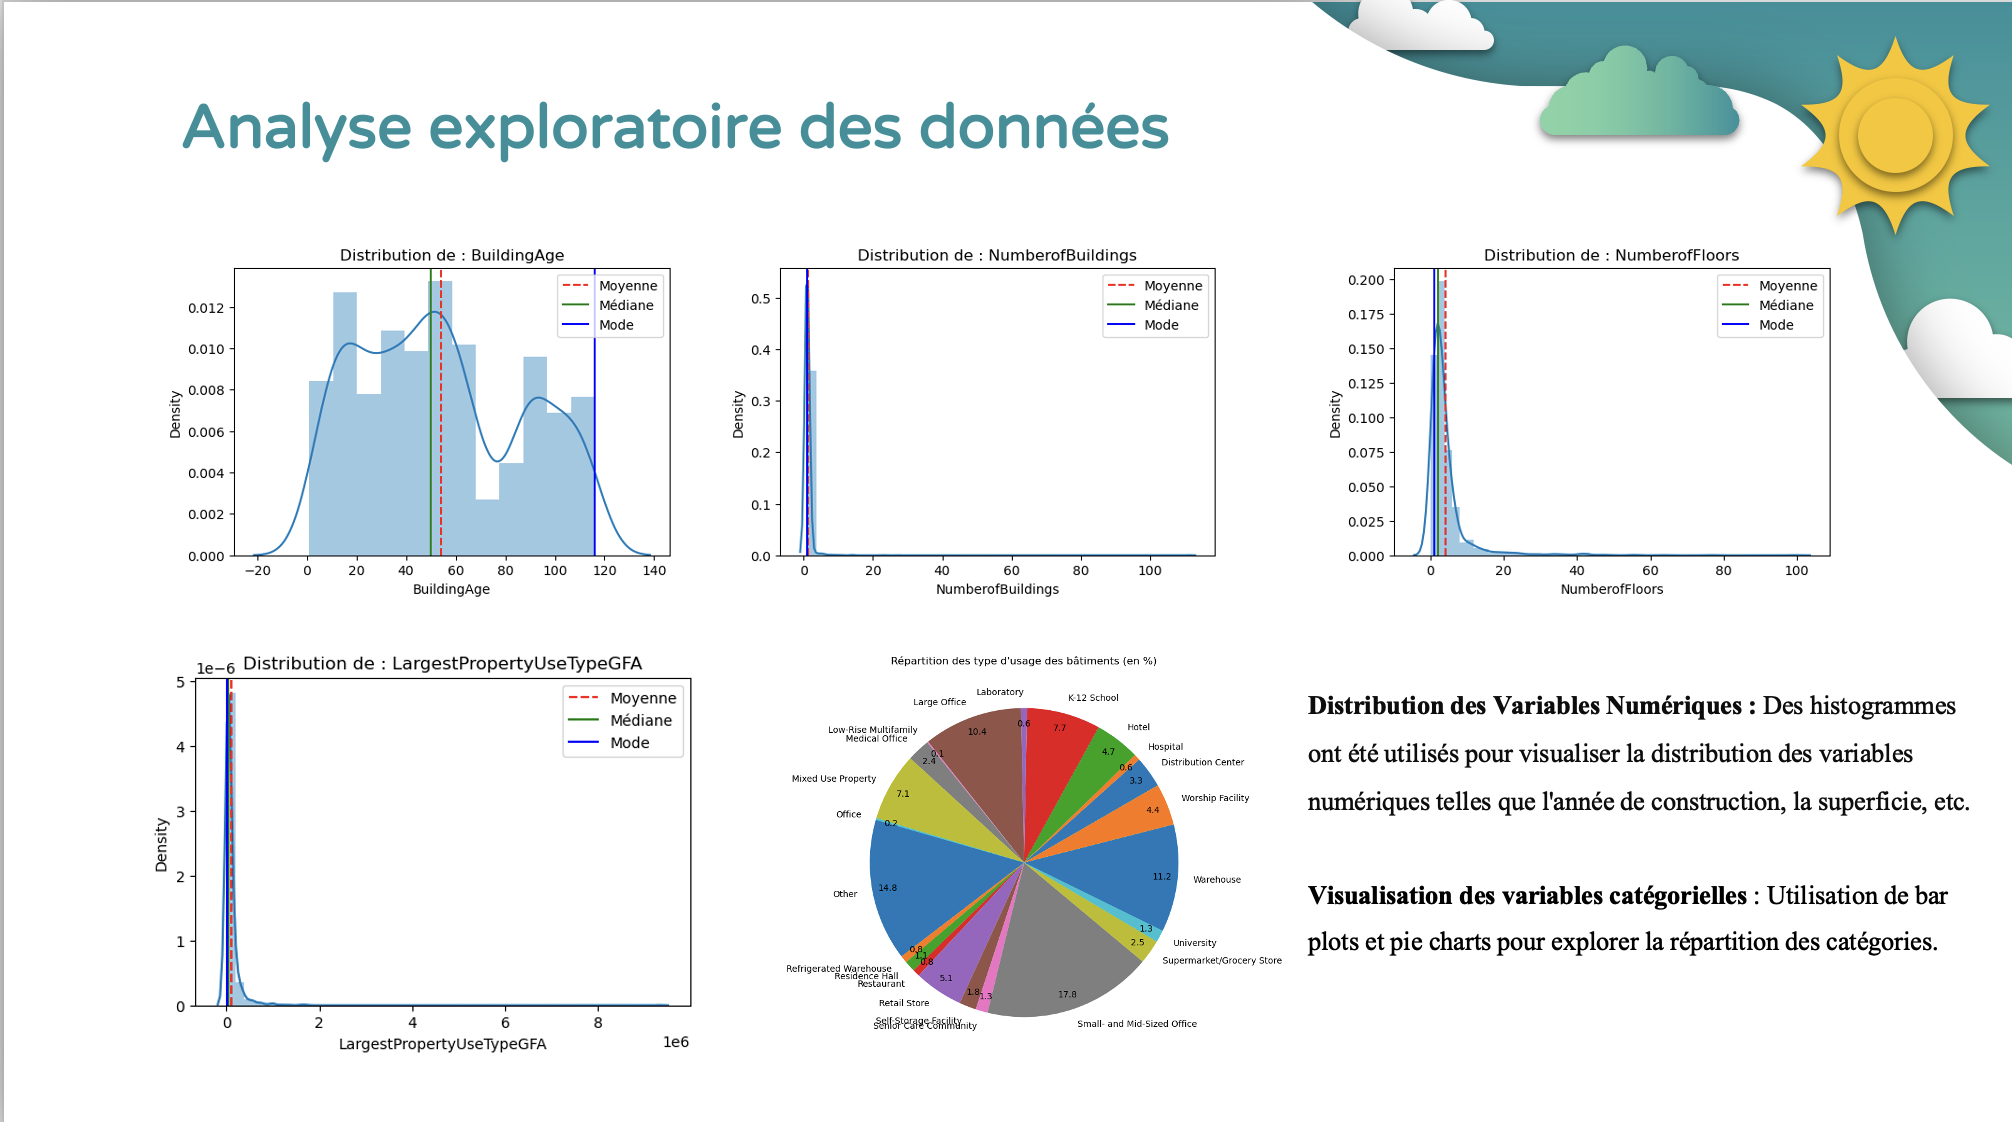 Analyse exploratoire des données
Distribution de : BuildingAge
Moyenne
Médiane
Mode
Density
0.012
0.010
0.008
0.006
0.004
0.002
0.000
−20 0 20 40 60 80 100 120 140
BuildingAge
Distribution de : NumberofBuildings
Moyenne
Médiane
Mode
Density
0.5
0.4
0.3
0.2
0.1
0.0
0 20 40 60 80 100
NumberofBuildings
Distribution de : NumberofFloors
Moyenne
Médiane
Mode
Density
0.200
0.175
0.150
0.125
0.100
0.075
0.050
0.025
0.000
0 20 40 60 80 100
NumberofFloors
1e−6
Distribution de : LargestPropertyUseTypeGFA
Moyenne
Médiane
Mode
Density
5
4
3
2
1
0
0 2 4 6 8
1e6
LargestPropertyUseTypeGFA
Répartition des type d'usage des bâtiments (en %)
Laboratory
0.6
K-12 School
7.7
Hotel
4.7
Hospital
0.6
Distribution Center
3.3
Worship Facility
4.4
Warehouse
11.2
University
1.3
Supermarket/Grocery Store
2.5
Small- and Mid-Sized Office
17.8
Senior Care Community
1.3
Self-Storage Facility
1.8
Retail Store
5.1
Restaurant
0.8
Residence Hall
1.1
Refrigerated Warehouse
0.8
Other
14.8
Office
0.2
Mixed Use Property
7.1
Medical Office
2.4
Low-Rise Multifamily
0.1
Large Office
10.4
Distribution des Variables Numériques : Des histogrammes
ont été utilisés pour visualiser la distribution des variables
numériques telles que l'année de construction, la superficie, etc.
Visualisation des variables catégorielles : Utilisation de bar
plots et pie charts pour explorer la répartition des catégories.